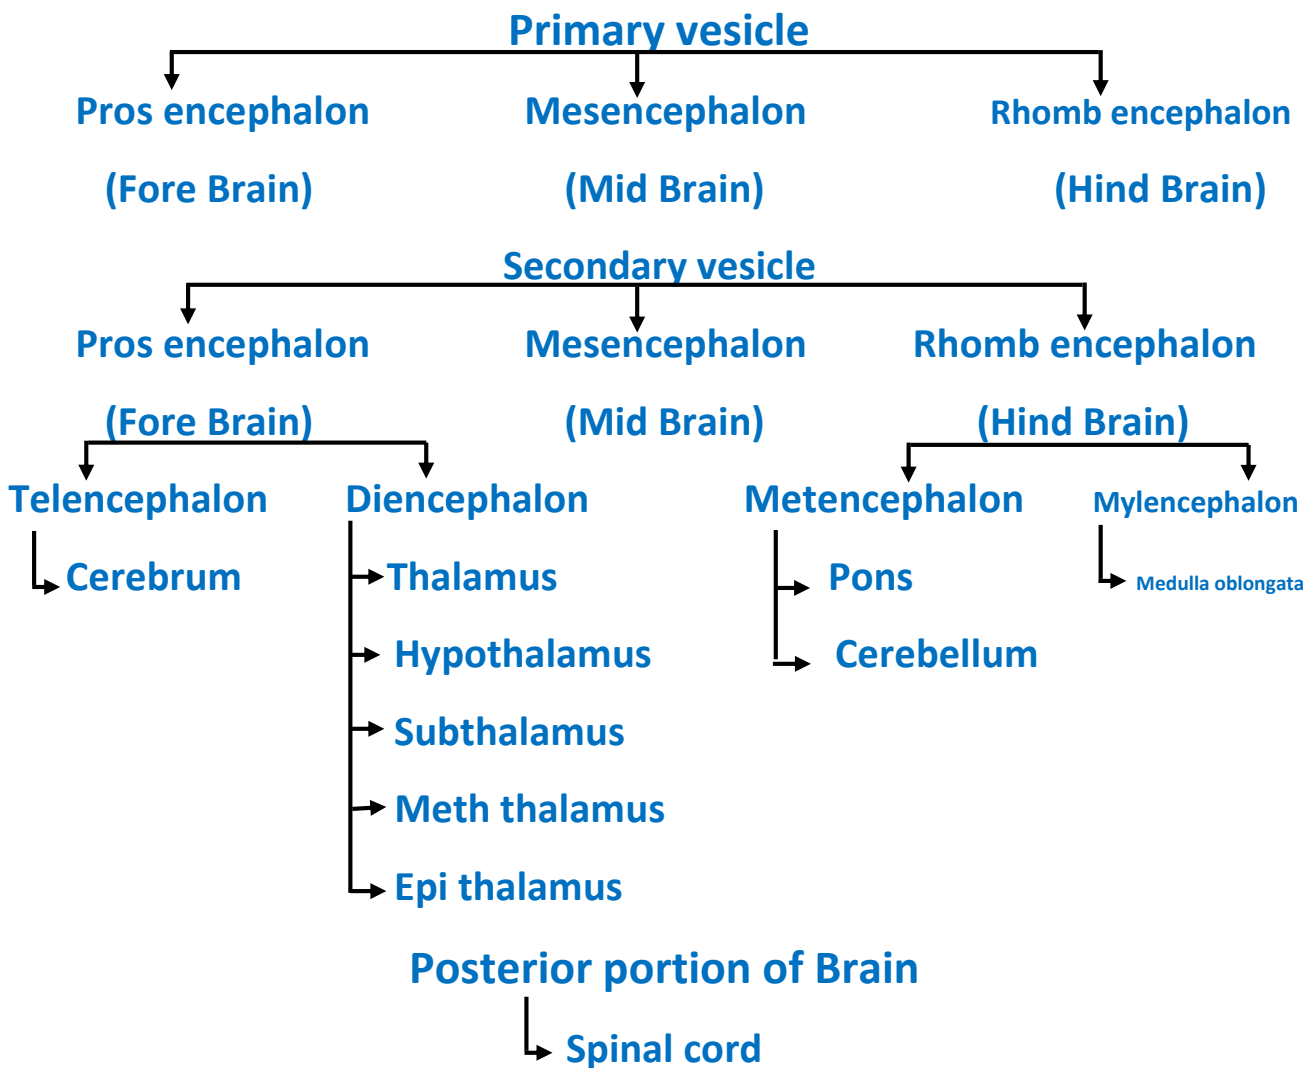 Primary vesicle
Pros encephalon Mesencephalon Rhomb encephalon
(Fore Brain) (Mid Brain) (Hind Brain)
Secondary vesicle
Pros encephalon Mesencephalon Rhomb encephalon
(Fore Brain) (Mid Brain) (Hind Brain)
Telencephalon Diencephalon Metencephalon Mylencephalon
Cerebrum Thalamus Pons Medulla oblongata
Hypothalamus Cerebellum
Subthalamus
Meth thalamus
Epi thalamus
Posterior portion of Brain
Spinal cord